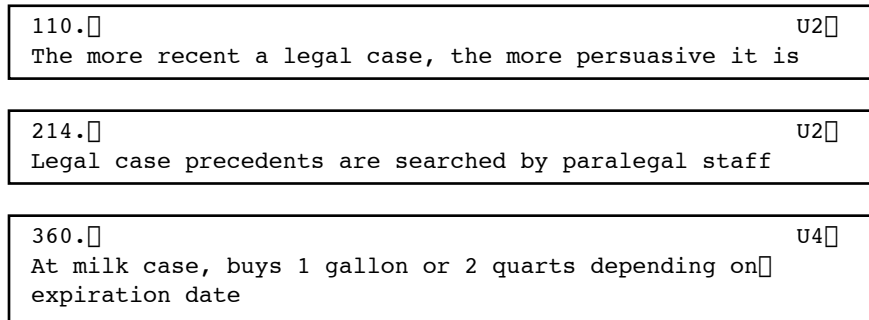 110. U2
The more recent a legal case, the more persuasive it is
214. U2
Legal case precedents are searched by paralegal staff
360. U4
At milk case, buys 1 gallon or 2 quarts depending on
expiration date